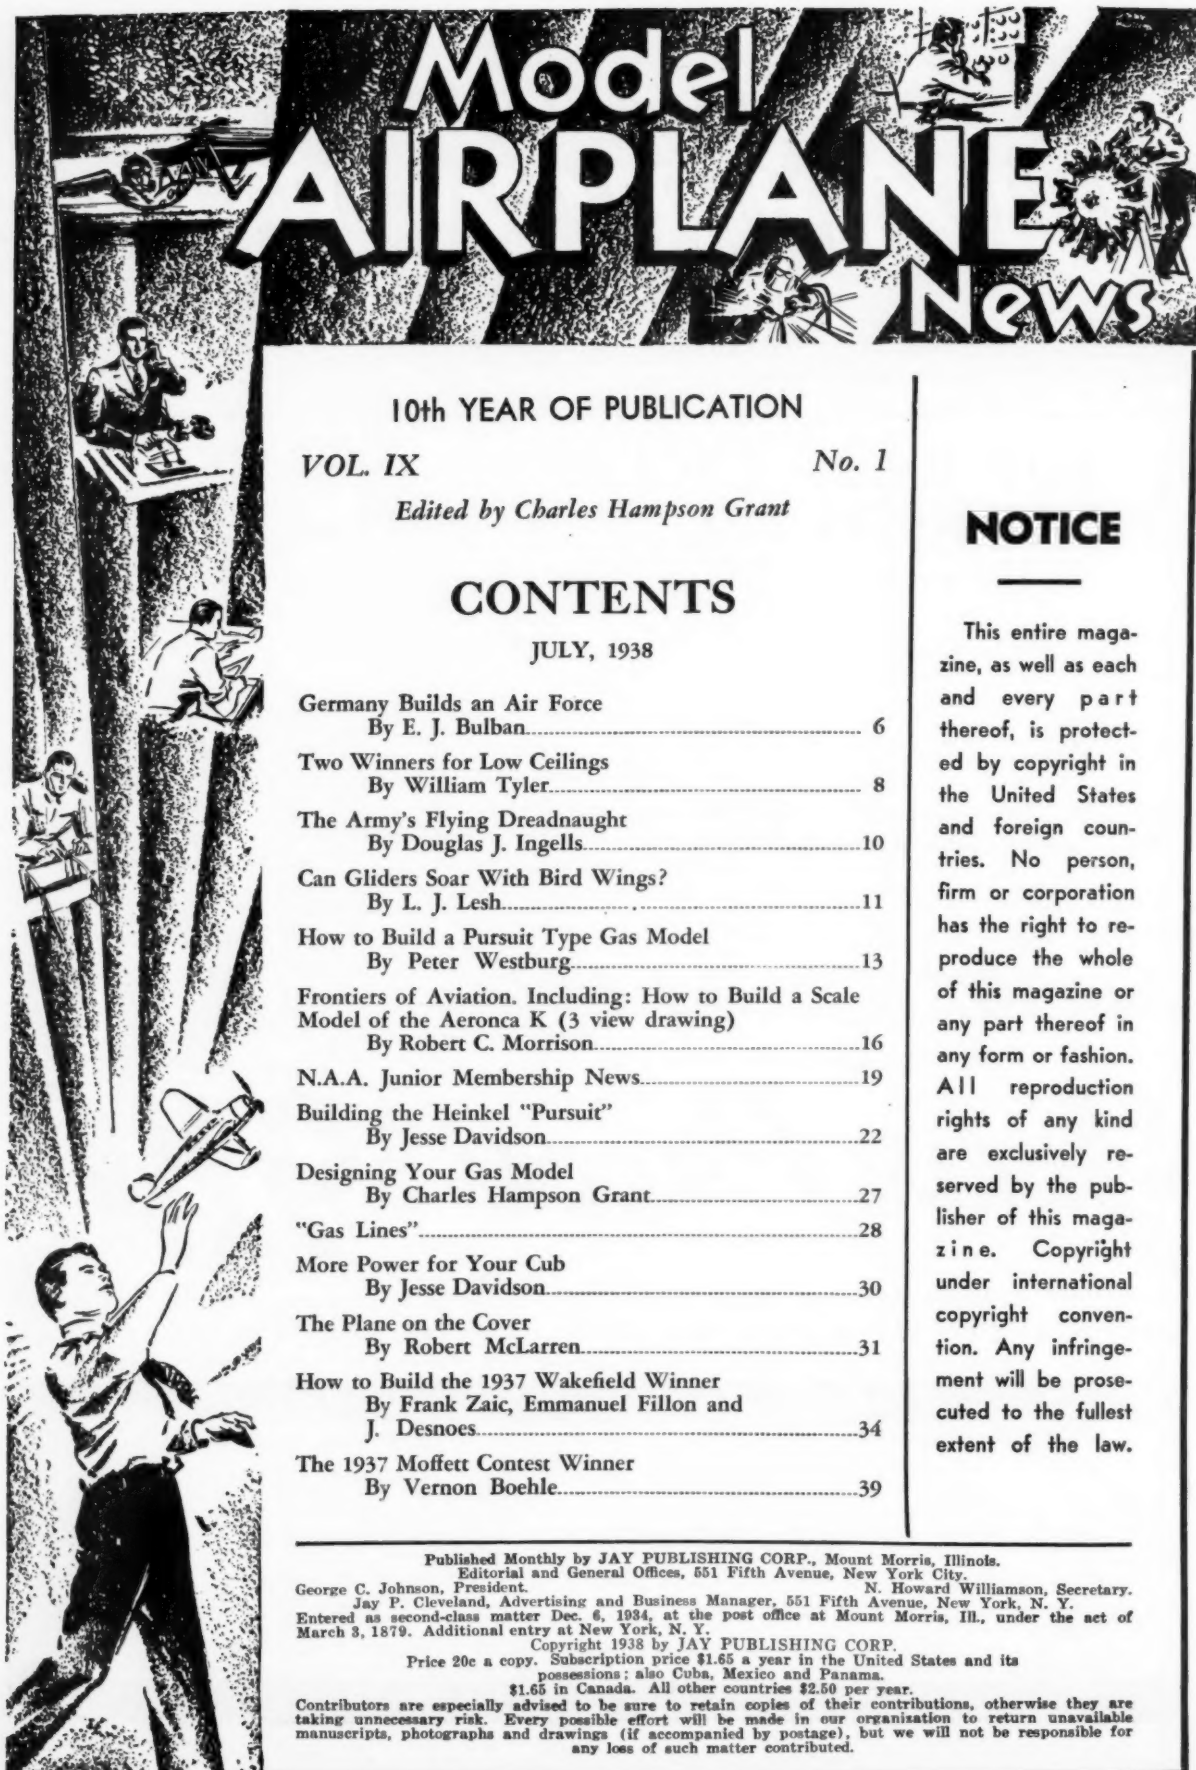 Model
AIRPLANE
News
10th YEAR OF PUBLICATION
VOL. IX No. 1
Edited by Charles Hampson Grant
CONTENTS
JULY, 1938
Germany Builds an Air Force
By E. J. Bulban 6
Two Winners for Low Ceilings
By William Tyler 8
The Army's Flying Dreadnaught
By Douglas J. Ingells 10
Can Gliders Soar With Bird Wings?
By L. J. Lesh 11
How to Build a Pursuit Type Gas Model
By Peter Westburg 13
Frontiers of Aviation. Including: How to Build a Scale
Model of the Aeronca K (3 view drawing)
By Robert C. Morrison 16
N.A.A. Junior Membership News 19
Building the Heinkel "Pursuit"
By Jesse Davidson 22
Designing Your Gas Model
By Charles Hampson Grant 27
"Gas Lines" 28
More Power for Your Cub
By Jesse Davidson 30
The Plane on the Cover
By Robert McLarren 31
How to Build the 1937 Wakefield Winner
By Frank Zaic, Emmanuel Fillon and
J. Desnoes 34
The 1937 Moffett Contest Winner
By Vernon Boehle 39
NOTICE
This entire maga-
zine, as well as each
and every part
thereof, is protect-
ed by copyright in
the United States
and foreign coun-
tries. No person,
firm or corporation
has the right to re-
produce the whole
of this magazine or
any part thereof in
any form or fashion.
All reproduction
rights of any kind
are exclusively re-
served by the pub-
lisher of this maga-
zine. Copyright
under international
copyright conven-
tion. Any infringe-
ment will be prose-
cuted to the fullest
extent of the law.
Published Monthly by JAY PUBLISHING CORP., Mount Morris, Illinois.
Editorial and General Offices, 551 Fifth Avenue, New York City.
George C. Johnson, President. N. Howard Williamson, Secretary.
Jay P. Cleveland, Advertising and Business Manager, 551 Fifth Avenue, New York, N. Y.
Entered as second-class matter Dec. 6, 1934, at the post office at Mount Morris, Ill., under the act of
March 3, 1879. Additional entry at New York, N. Y.
Copyright 1938 by JAY PUBLISHING CORP.
Price 20c a copy. Subscription price $1.65 a year in the United States and its
possessions; also Cuba, Mexico and Panama.
$1.65 in Canada. All other countries $2.50 per year.
Contributors are especially advised to be sure to retain copies of their contributions, otherwise they are
taking unnecessary risk. Every possible effort will be made in our organization to return unavailable
manuscripts, photographs and drawings (if accompanied by postage), but we will not be responsible for
any loss of such matter contributed.